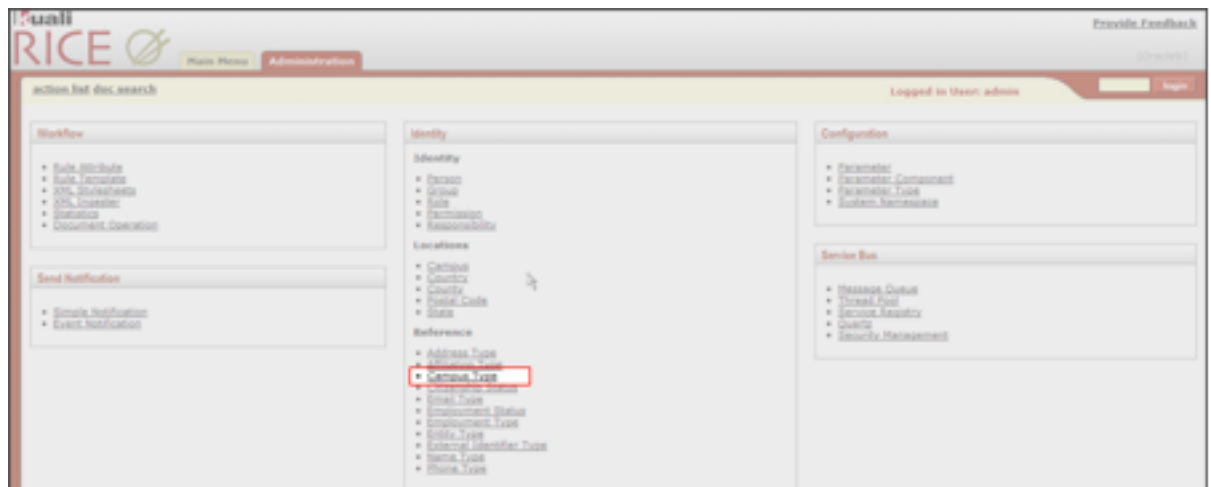 Kuali
RICE
Provide Feedback
Main Menu
Administration
action list doc search
Logged in User: admin
login
Workflow
Rule Attribute
Rule Template
XML Stylesheets
XML Ingester
Statistics
Document Operation
Send Notification
Simple Notification
Event Notification
Identity
Identity
Person
Group
Role
Permission
Responsibility
Locations
Campus
Country
County
Postal Code
State
Reference
Address Type
Affiliation Type
Campus Type
Citizenship Status
Email Type
Employment Status
Employment Type
Entity Type
External Identifier Type
Name Type
Phone Type
Configuration
Parameter
Parameter Component
Parameter Type
System Namespace
Service Bus
Message Queue
Thread Pool
Service Registry
Quartz
Security Management